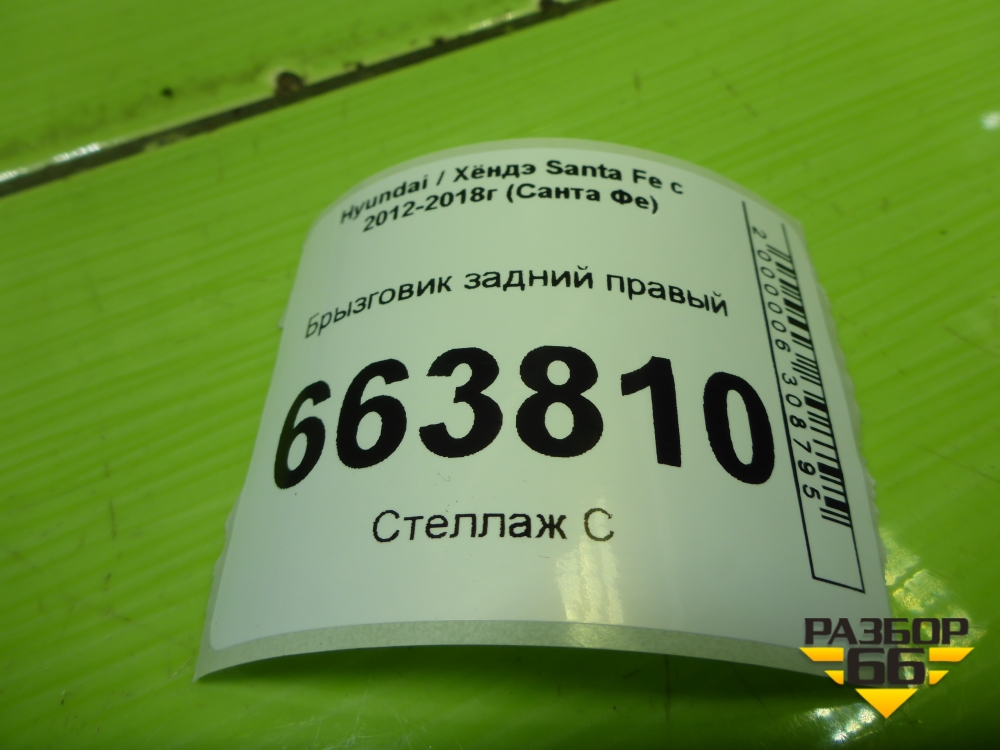 Hyundai / Хёндэ Santa Fe с
2012-2018г (Санта Фе)
Брызговик задний правый
663810
Стеллаж С
2000006308795
РАЗБОР
66